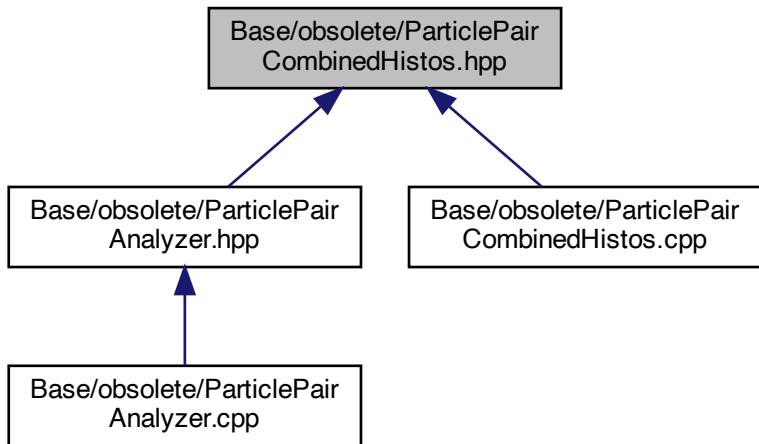 Base/obsolete/ParticlePair
CombinedHistos.hpp
Base/obsolete/ParticlePair
Analyzer.hpp
Base/obsolete/ParticlePair
CombinedHistos.cpp
Base/obsolete/ParticlePair
Analyzer.cpp